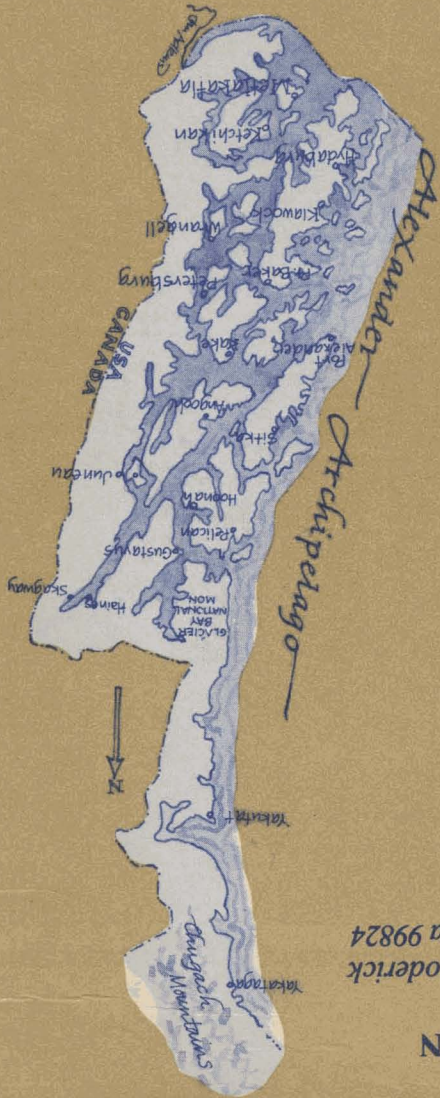 N
oderick
a 99824
Yakataga
Chugach
Mountains
Yakutat
N
GLACIER
BAY
NATIONAL
MON
Haines
Skagway
Gustavus
Pelican
Hoonah
Juneau
Alexander Archipelago
Sitka
Angoon
USA
CANADA
Port
Alexander
Kake
Pt. Baker
Petersburg
Klawock
Wrangell
Hydaburg
Ketchikan
Metlakatla